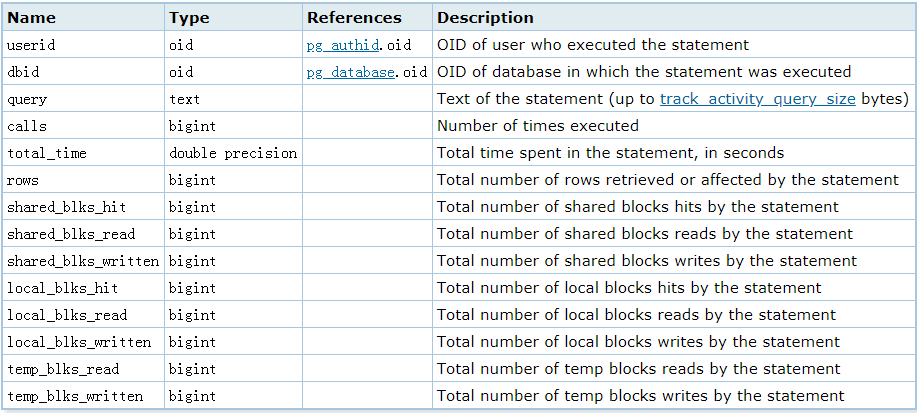 Name Type References Description
userid oid pg_authid.oid OID of user who executed the statement
dbid oid pg_database.oid OID of database in which the statement was executed
query text Text of the statement (up to track_activity_query_size bytes)
calls bigint Number of times executed
total_time double precision Total time spent in the statement, in seconds
rows bigint Total number of rows retrieved or affected by the statement
shared_blks_hit bigint Total number of shared blocks hits by the statement
shared_blks_read bigint Total number of shared blocks reads by the statement
shared_blks_written bigint Total number of shared blocks writes by the statement
local_blks_hit bigint Total number of local blocks hits by the statement
local_blks_read bigint Total number of local blocks reads by the statement
local_blks_written bigint Total number of local blocks writes by the statement
temp_blks_read bigint Total number of temp blocks reads by the statement
temp_blks_written bigint Total number of temp blocks writes by the statement